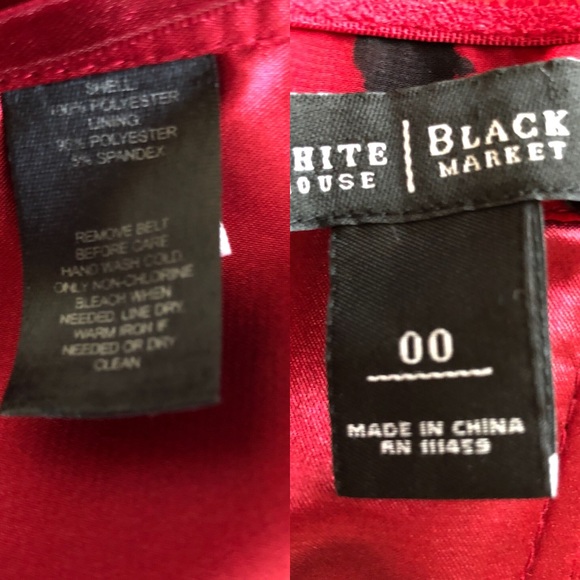 SHELL:
100% POLYESTER
LINING:
95% POLYESTER
5% SPANDEX
REMOVE BELT
BEFORE CARE
HAND WASH COLD.
ONLY NON-CHLORINE
BLEACH WHEN
NEEDED. LINE DRY.
WARM IRON IF
NEEDED OR DRY
CLEAN
HITE | BLACK
OUSE | MARKET
00
MADE IN CHINA
RN 111459